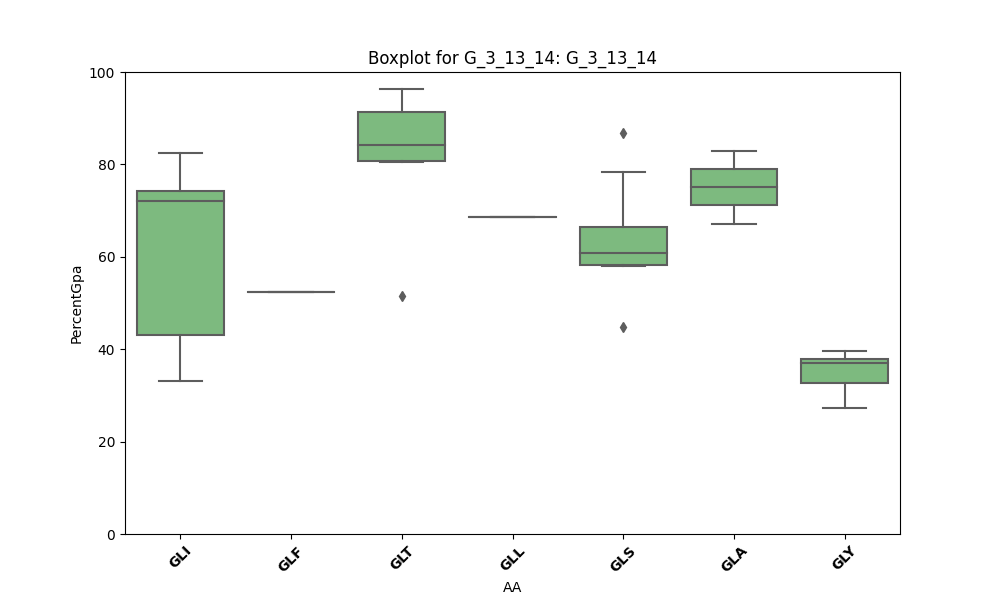 Boxplot for G_3_13_14: G_3_13_14
100
80
60
40
20
0
PercentGpa
GLI
GLF
GLT
GLL
GLS
GLA
GLY
AA